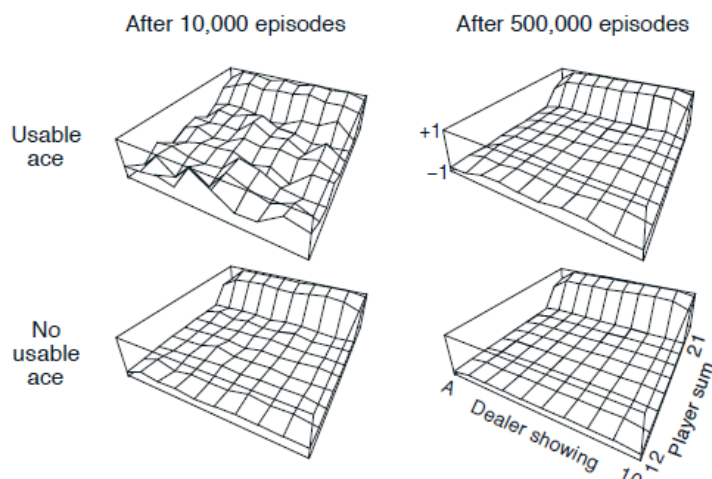 After 10,000 episodes
After 500,000 episodes
Usable
ace
+1
−1
No
usable
ace
A
Dealer showing
10
12
Player sum
21